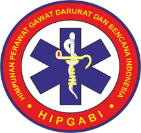 HIMPUNAN PERAWAT GAWAT DARURAT DAN BENCANA INDONESIA
• HIPGABI •